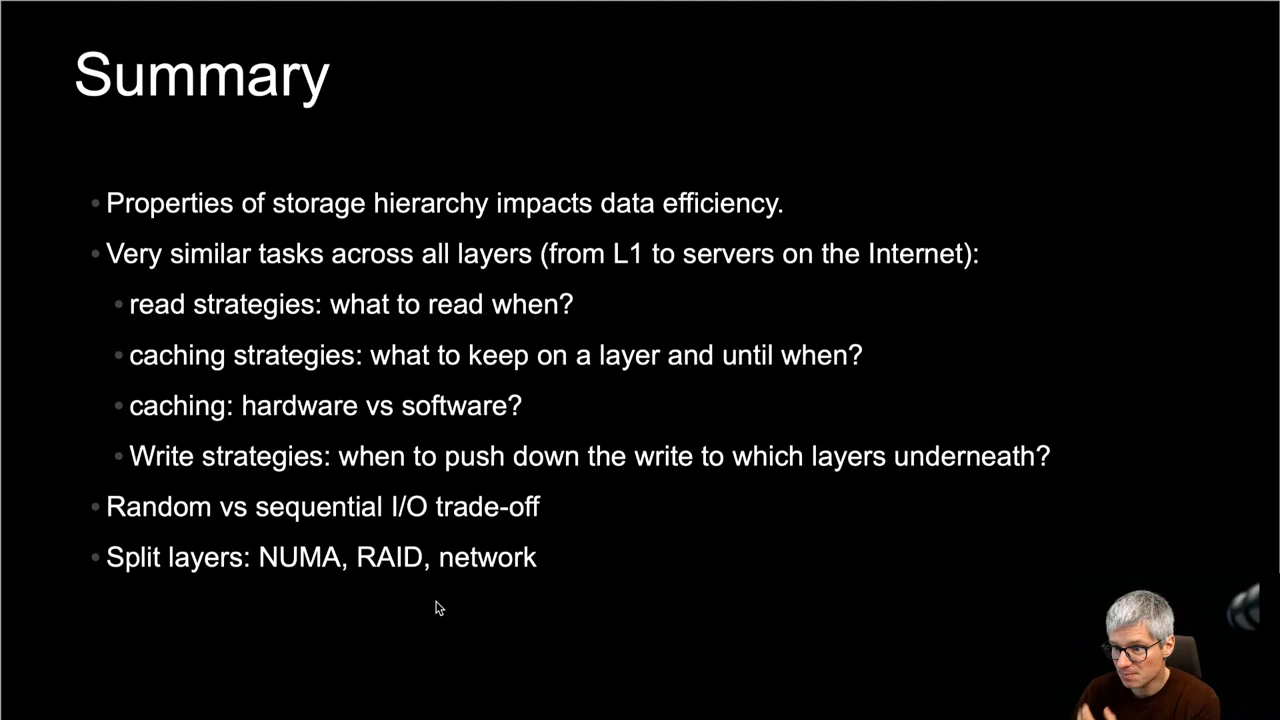 Summary
• Properties of storage hierarchy impacts data efficiency.
• Very similar tasks across all layers (from L1 to servers on the Internet):
• read strategies: what to read when?
• caching strategies: what to keep on a layer and until when?
• caching: hardware vs software?
• Write strategies: when to push down the write to which layers underneath?
• Random vs sequential I/O trade-off
• Split layers: NUMA, RAID, network